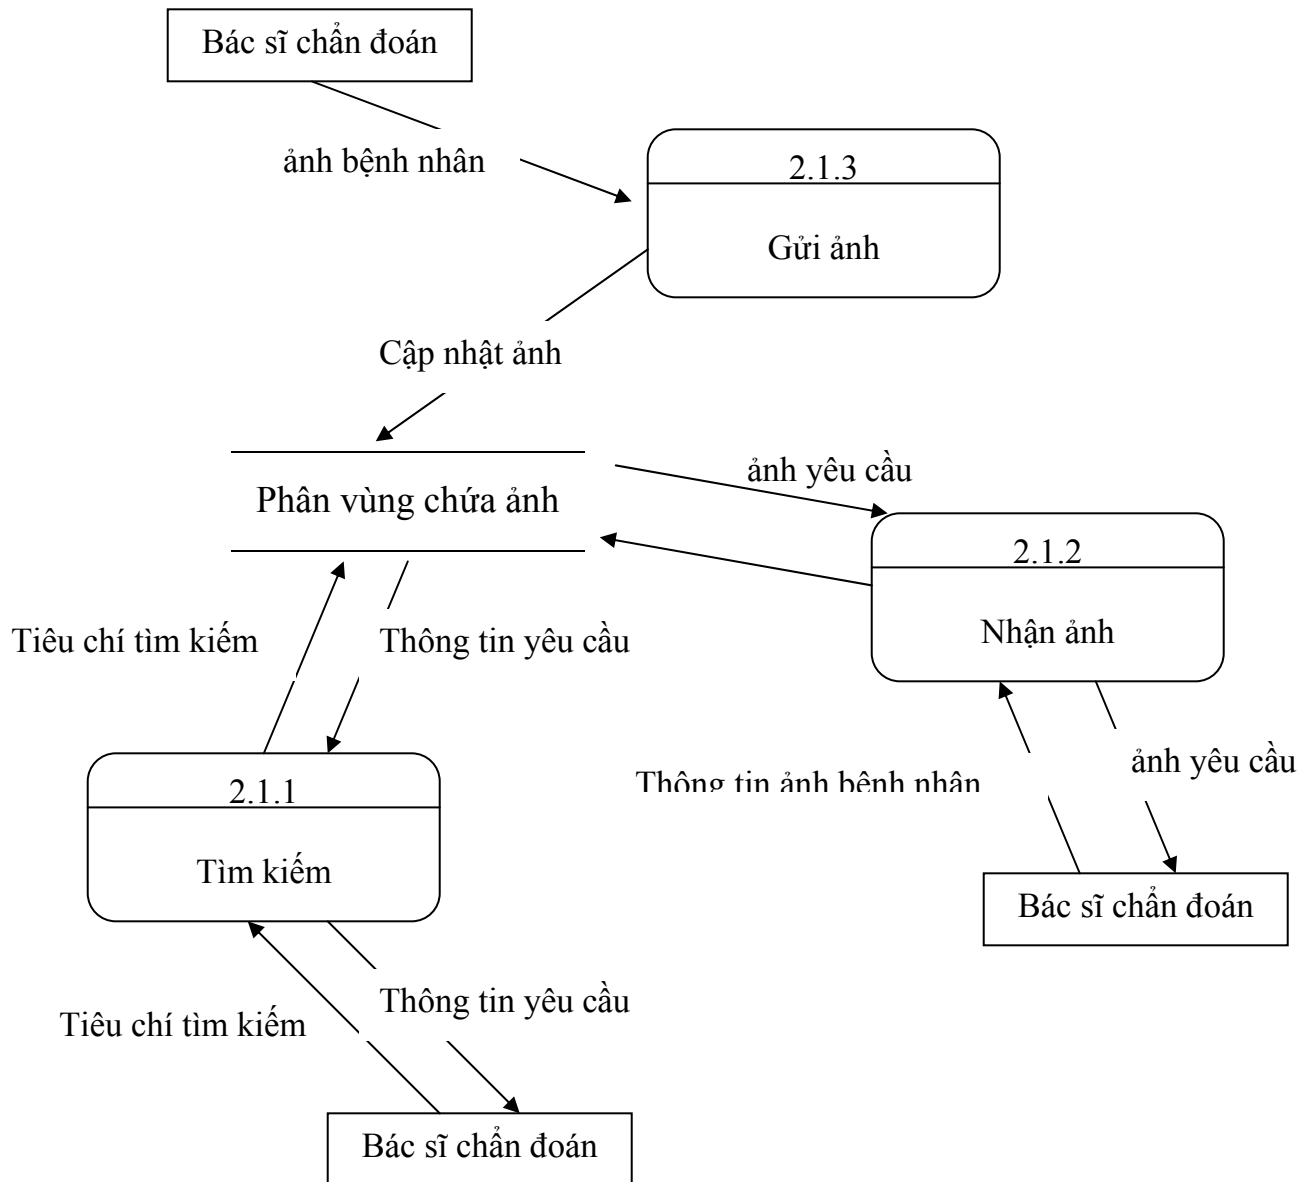 Bác sĩ chẩn đoán
ảnh bệnh nhân
2.1.3
Gửi ảnh
Cập nhật ảnh
Phân vùng chứa ảnh
ảnh yêu cầu
2.1.2
Nhận ảnh
Tiêu chí tìm kiếm
Thông tin yêu cầu
Thông tin ảnh bệnh nhân
ảnh yêu cầu
2.1.1
Tìm kiếm
Bác sĩ chẩn đoán
Tiêu chí tìm kiếm
Thông tin yêu cầu
Bác sĩ chẩn đoán